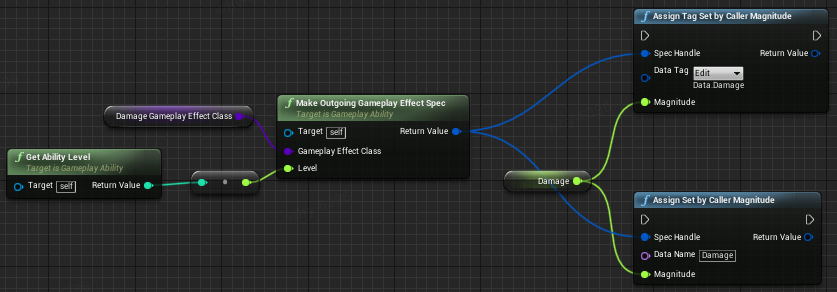 Assign Tag Set by Caller Magnitude
Spec Handle
Return Value
Data Tag
Edit
Data.Damage
Magnitude
Damage Gameplay Effect Class
f Make Outgoing Gameplay Effect Spec
Target is Gameplay Ability
Target
self
Return Value
Gameplay Effect Class
Level
f Get Ability Level
Target is Gameplay Ability
Target
self
Return Value
Damage
f Assign Set by Caller Magnitude
Spec Handle
Return Value
Data Name
Damage
Magnitude